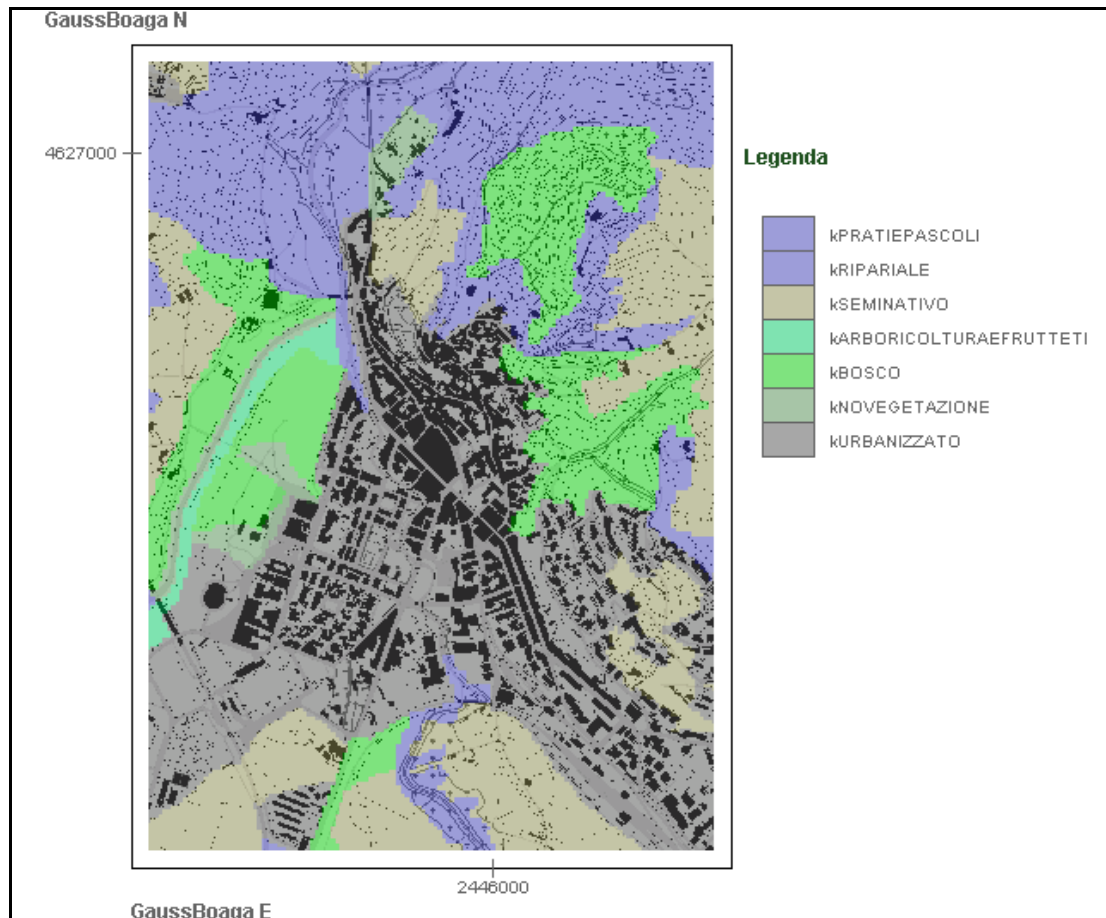 GaussBoaga N
4627000
Legenda
kPRATIEPASCOLI
kRIPARIALE
kSEMINATIVO
kARBORICOLTURAEFRUTTETI
kBOSCO
kNOVEGETAZIONE
kURBANIZZATO
2446000
GaussBoaga E